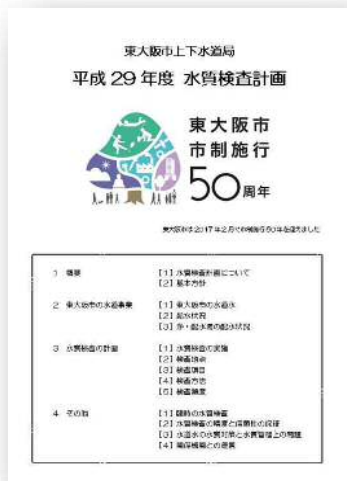 東大阪市上下水道局
平成 29 年度 水質検査計画
東大阪市
市制施行
50周年
東大阪市は2017年2月で市制施行50年を迎えました
1 概要
[1] 水質検査計画について
[2] 基本方針
2 東大阪市の水道事業
[1] 東大阪市の水道水
[2] 給水状況
[3] 浄・配水場の配水状況
3 水質検査の計画
[1] 水質検査の実施
[2] 検査地点
[3] 検査項目
[4] 検査方法
[5] 検査頻度
4 その他
[1] 臨時の水質検査
[2] 水質検査の精度と信頼性の保証
[3] 水道水の水質対策と水質管理上の問題
[4] 関係機関との連携